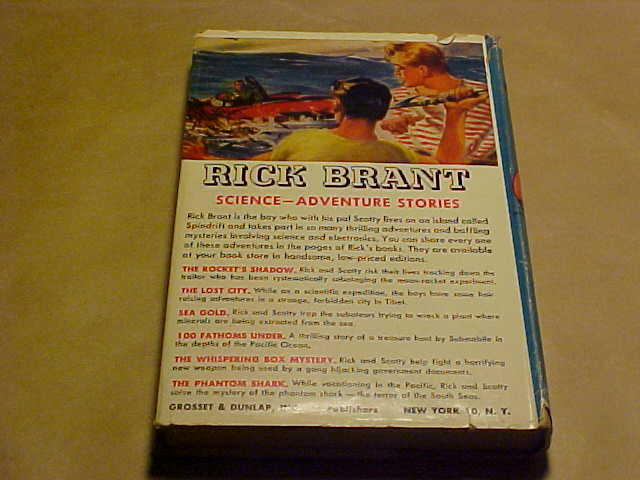 RICK BRANT
SCIENCE—ADVENTURE STORIES
Rick Brant is the boy who with his pal Scotty lives on an island called
Spindrift and takes part in so many thrilling adventures and baffling
mysteries involving science and electronics. You can share every one
of these adventures in the pages of Rick's books. They are available
at your book store in handsome, low-priced editions.
THE ROCKET'S SHADOW. Rick and Scotty risk their lives tracking down the
traitor who has been systematically sabotaging the moon-rocket experiment.
THE LOST CITY. While on a scientific expedition, the boys have some hair
raising adventures in a strange, forbidden city in Tibet.
SEA GOLD. Rick and Scotty trap the saboteurs trying to wreck a plant where
minerals are being extracted from the sea.
100 FATHOMS UNDER. A thrilling story of a treasure hunt by Submobile in
the depths of the Pacific Ocean.
THE WHISPERING BOX MYSTERY. Rick and Scotty help fight a horrifying
new weapon being used by a gang hijacking government documents.
THE PHANTOM SHARK. While vacationing in the Pacific, Rick and Scotty
solve the mystery of the phantom shark — the terror of the South Seas.
GROSSET & DUNLAP, Publishers NEW YORK 10, N. Y.